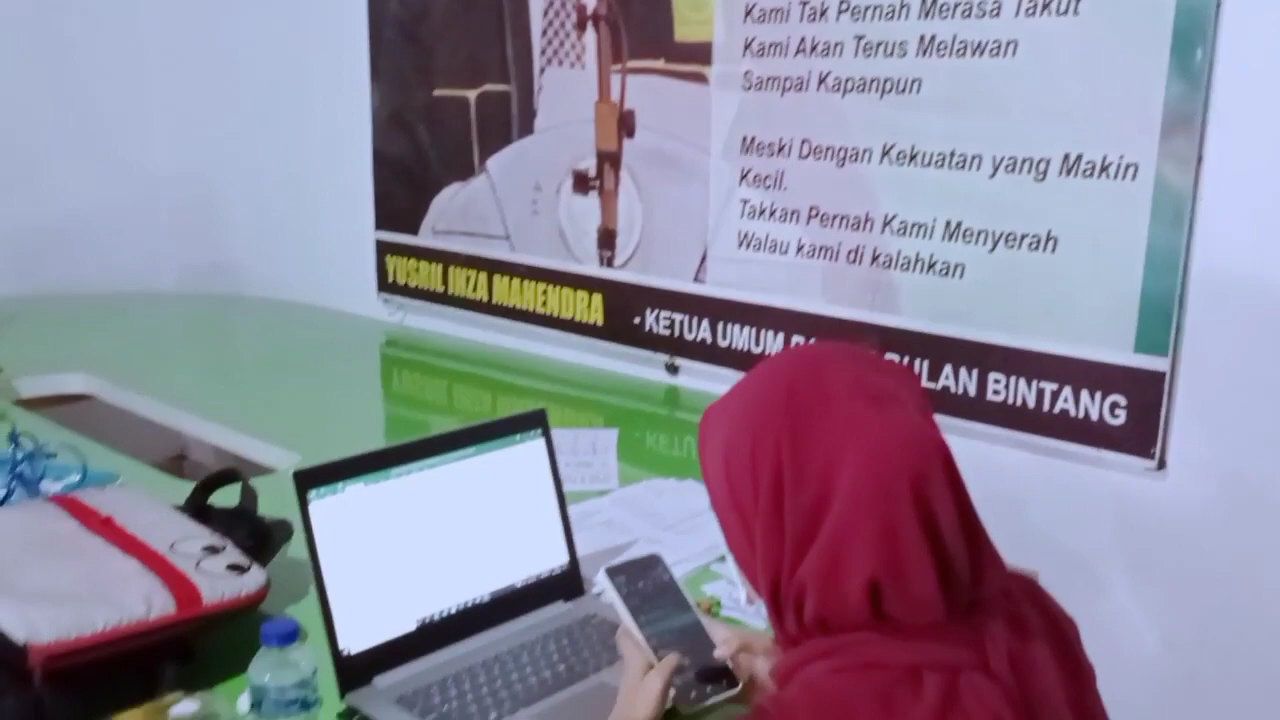 Kami Tak Pernah Merasa Takut
Kami Akan Terus Melawan
Sampai Kapanpun
Meski Dengan Kekuatan yang Makin
Kecil.
Takkan Pernah Kami Menyerah
Walau kami di kalahkan
YUSRIL IHZA MAHENDRA
- KETUA UMUM BULAN BINTANG